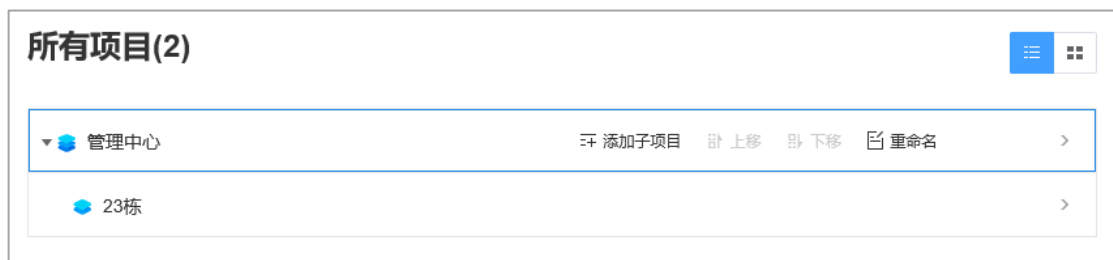 所有项目(2)
管理中心 添加子项目 上移 下移 重命名
23栋